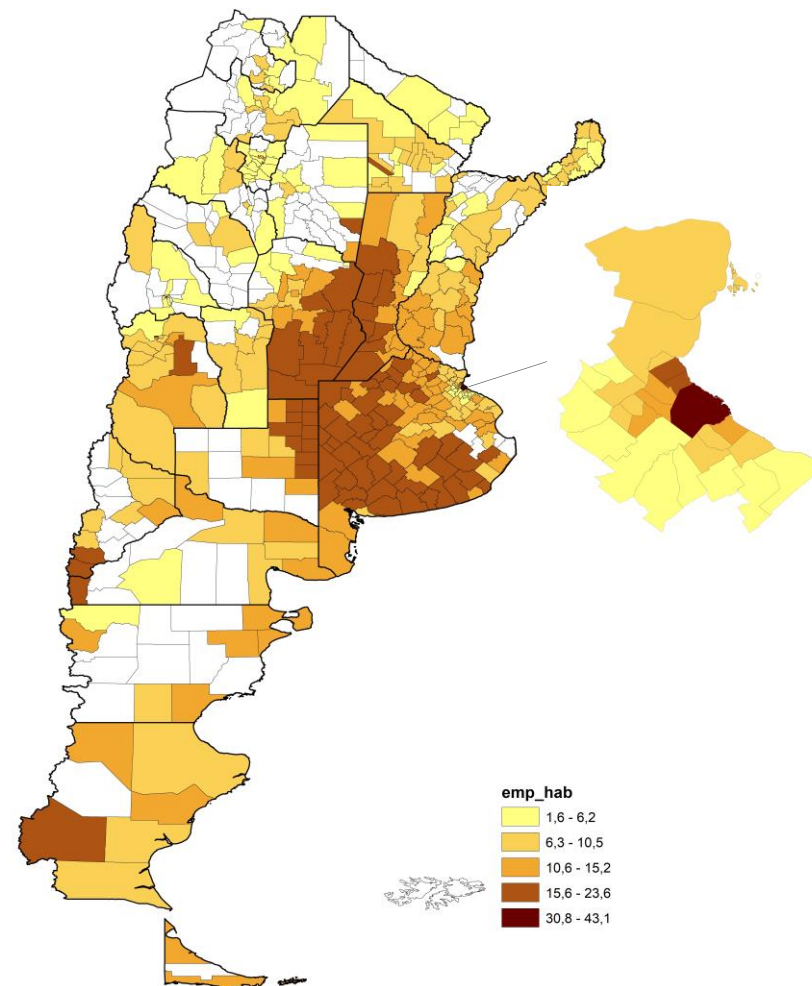 emp_hab
1,6 - 6,2
6,3 - 10,5
10,6 - 15,2
15,6 - 23,6
30,8 - 43,1